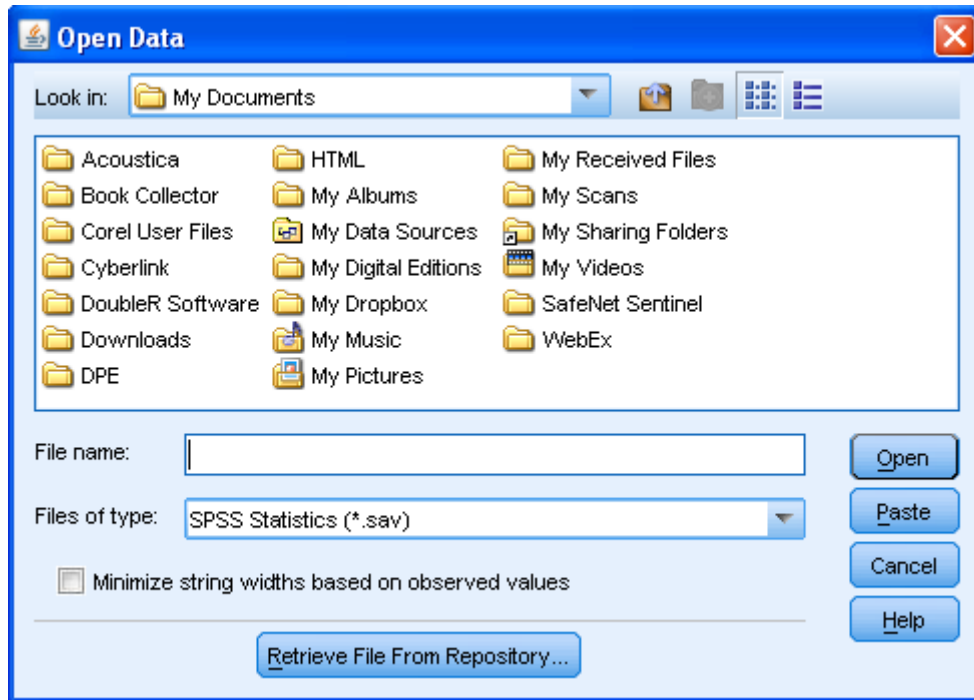 Open Data
Look in: My Documents
Acoustica
Book Collector
Corel User Files
Cyberlink
DoubleR Software
Downloads
DPE
HTML
My Albums
My Data Sources
My Digital Editions
My Dropbox
My Music
My Pictures
My Received Files
My Scans
My Sharing Folders
My Videos
SafeNet Sentinel
WebEx
File name:
Open
Files of type: SPSS Statistics (*.sav)
Paste
Minimize string widths based on observed values
Cancel
Help
Retrieve File From Repository...